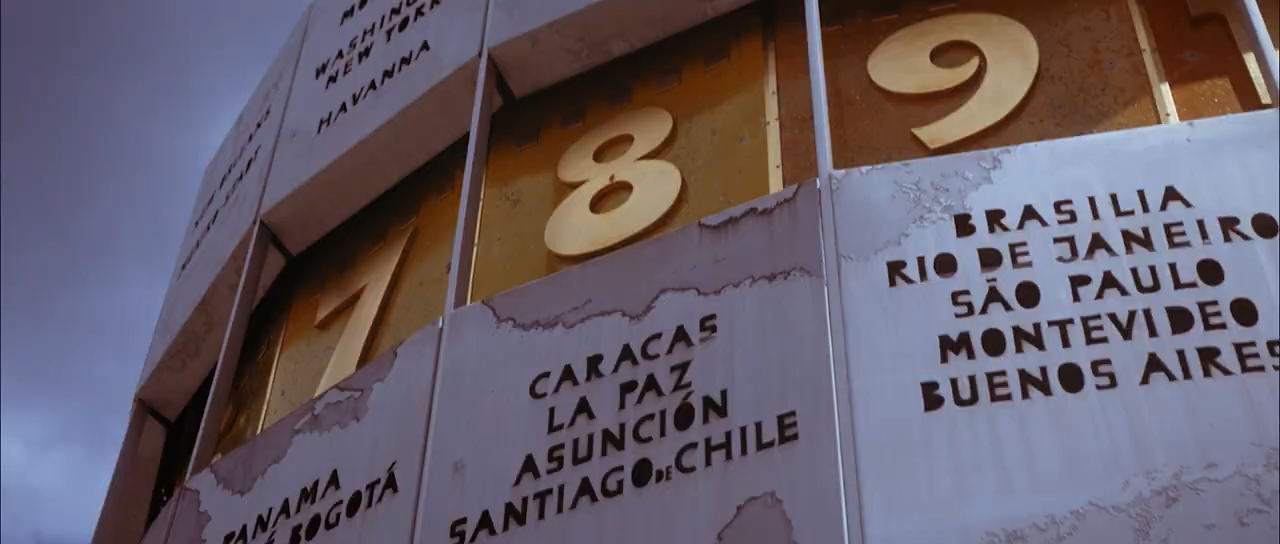 WASHING
NEW YORK
HAVANNA
7
8
9
PANAMA
BOGOTÁ
CARACAS
LA PAZ
ASUNCIÓN
SANTIAGO DE CHILE
BRASILIA
RIO DE JANEIRO
SÃO PAULO
MONTEVIDEO
BUENOS AIRES